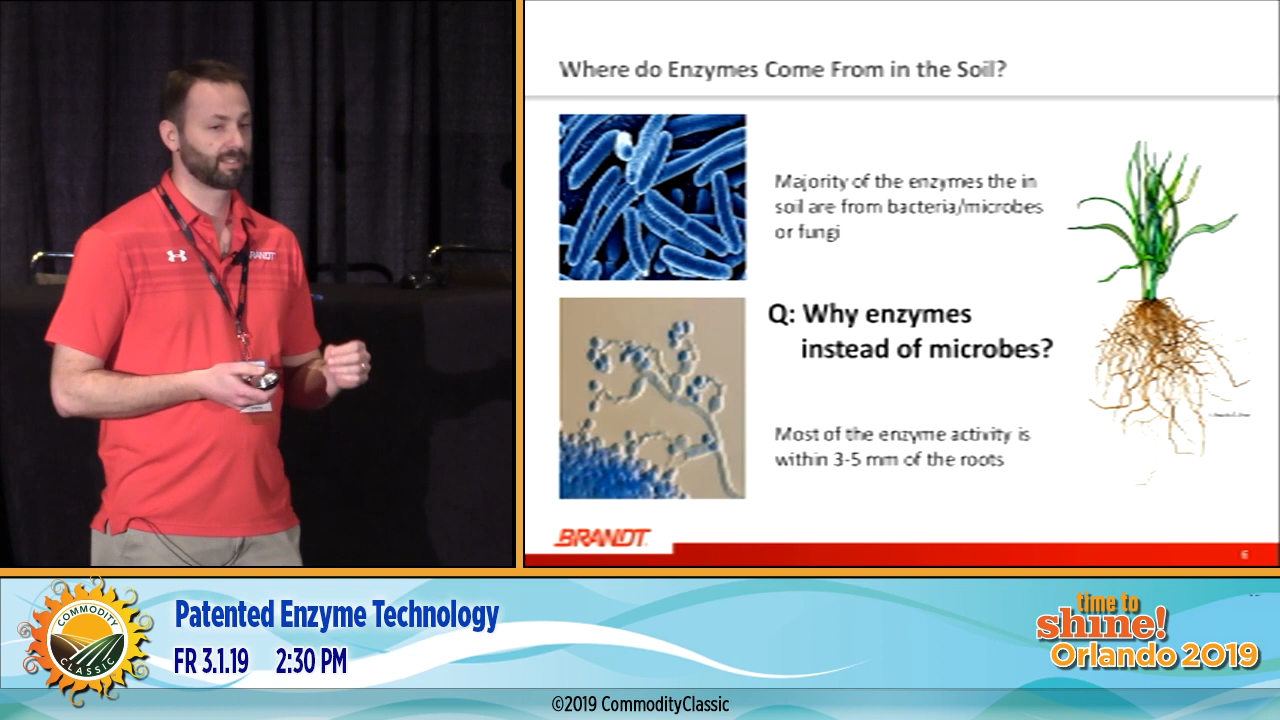 BRANDT
Where do Enzymes Come From in the Soil?
Majority of the enzymes the in
soil are from bacteria/microbes
or fungi
Q: Why enzymes
instead of microbes?
Most of the enzyme activity is
within 3-5 mm of the roots
BRANDT
6
COMMODITY
CLASSIC
Patented Enzyme Technology
FR 3.1.19 2:30 PM
time to
shine!
Orlando 2019
©2019 CommodityClassic